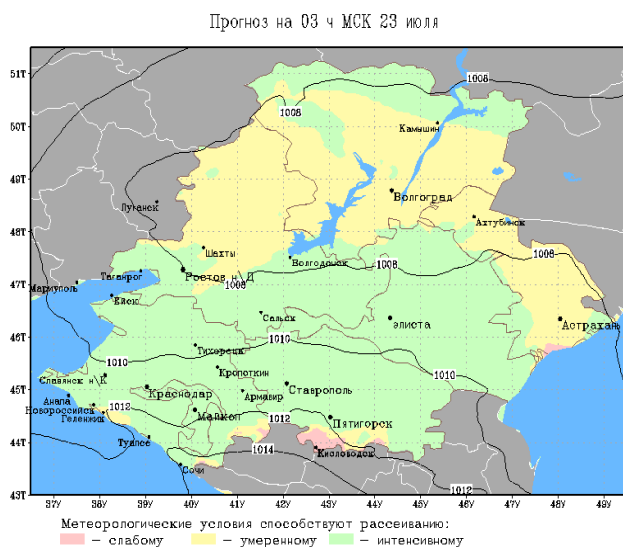 Прогноз на 03 ч МСК 23 июля
51Т
1008
1008
50Т
Камышин
49Т
Волгоград
Луганск
Ахтубинск
48Т
Шахты
Волгодонск
1008
1008
Таганрог
Ростов н/Д
Мариуполь
47Т
1008
Ейск
Сальск
элиста
Астрахань
46Т
Тихорецк
1010
1010
1010
Кропоткин
Славянск н/К
45Т
Краснодар
Армавир
Ставрополь
Анапа
Новороссийск
1012
Майкоп
1012
Геленжик
Пятигорск
44Т
Туапсе
1014
Кисловодск
Сочи
1012
43Т
37У 38У 39У 40У 41У 42У 43У 44У 45У 46У 47У 48У 49У
Метеорологические условия способствуют рассеиванию:
– слабому – умеренному – интенсивному